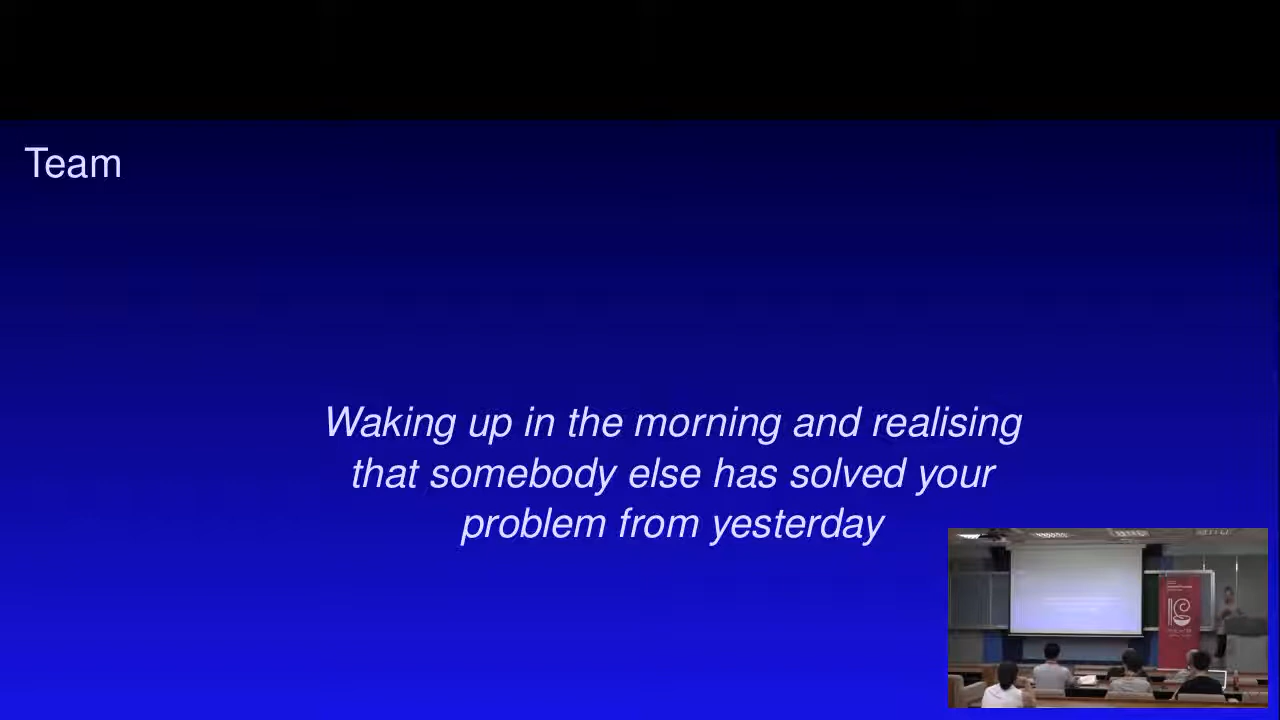 Team
Waking up in the morning and realising
that somebody else has solved your
problem from yesterday